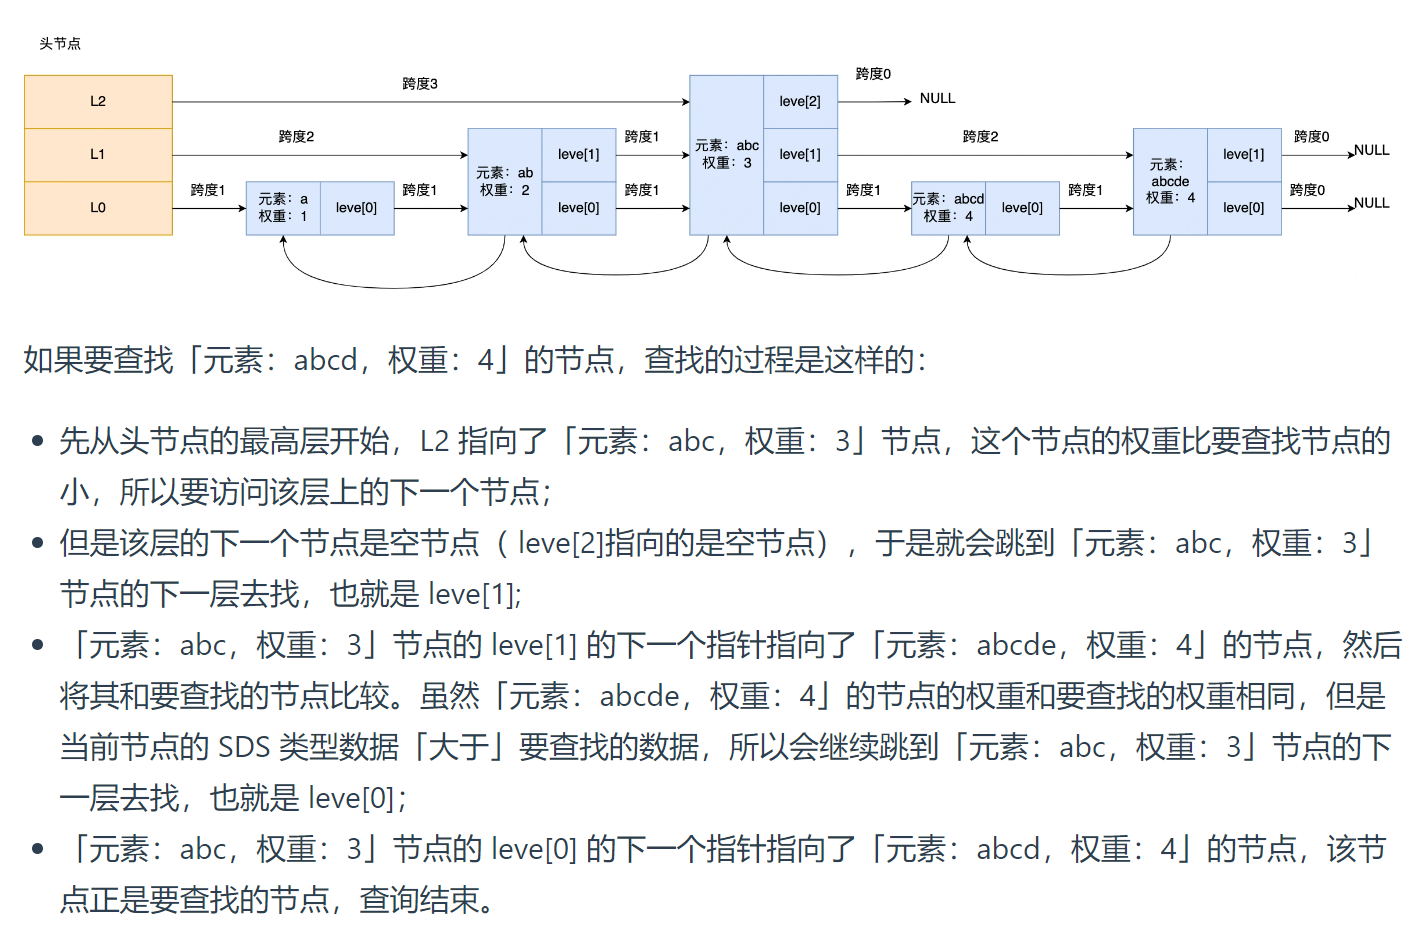 头节点
跨度3
跨度0
L2
leve[2]
NULL
跨度2
跨度1
跨度2
跨度0
L1
元素：ab
权重：2
leve[1]
元素：abc
权重：3
leve[1]
元素：
abcde
权重：4
leve[1]
NULL
跨度1
跨度1
跨度1
跨度1
跨度1
跨度0
L0
元素：a
权重：1
leve[0]
leve[0]
leve[0]
元素：abcd
权重：4
leve[0]
leve[0]
NULL
如果要查找「元素：abcd，权重：4」的节点，查找的过程是这样的：
• 先从头节点的最高层开始，L2 指向了「元素：abc，权重：3」节点，这个节点的权重比要查找节点的
小，所以要访问该层上的下一个节点；
• 但是该层的下一个节点是空节点（ leve[2]指向的是空节点），于是就会跳到「元素：abc，权重：3」
节点的下一层去找，也就是 leve[1];
• 「元素：abc，权重：3」节点的 leve[1] 的下一个指针指向了「元素：abcde，权重：4」的节点，然后
将其和要查找的节点比较。虽然「元素：abcde，权重：4」的节点的权重和要查找的权重相同，但是
当前节点的 SDS 类型数据「大于」要查找的数据，所以会继续跳到「元素：abc，权重：3」节点的下
一层去找，也就是 leve[0]；
• 「元素：abc，权重：3」节点的 leve[0] 的下一个指针指向了「元素：abcd，权重：4」的节点，该节
点正是要查找的节点，查询结束。